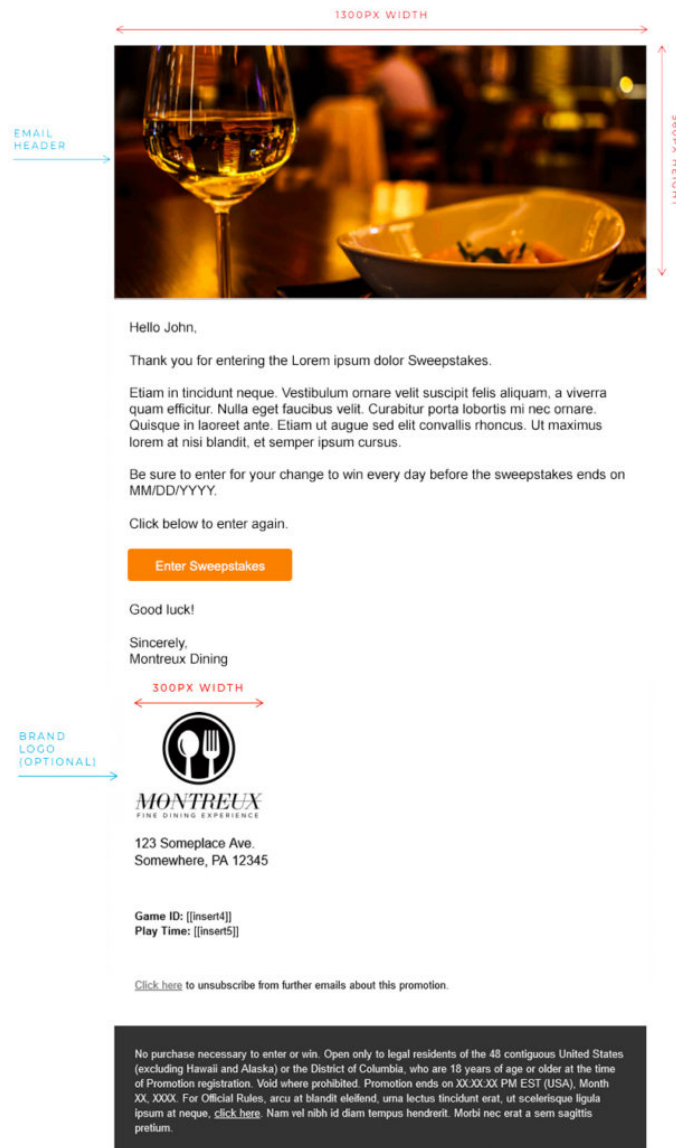 1300PX WIDTH
EMAIL
HEADER
Hello John,
Thank you for entering the Lorem ipsum dolor Sweepstakes.
Etiam in tincidunt neque. Vestibulum ornare velit suscipit felis aliquam, a viverra
quam efficitur. Nulla eget faucibus velit. Curabitur porta lobortis mi nec ornare.
Quisque in laoreet ante. Etiam ut augue sed elit convallis rhoncus. Ut maximus
lorem at nisi blandit, et semper ipsum cursus.
Be sure to enter for your change to win every day before the sweepstakes ends on
MM/DD/YYYY.
Click below to enter again.
Enter Sweepstakes
Good luck!
Sincerely,
Montreux Dining
300PX WIDTH
BRAND
LOGO
(OPTIONAL)
MONTREUX
FINE DINING EXPERIENCE
123 Someplace Ave.
Somewhere, PA 12345
Game ID: [[insert4]]
Play Time: [[insert5]]
Click here to unsubscribe from further emails about this promotion.
No purchase necessary to enter or win. Open only to legal residents of the 48 contiguous United States
(excluding Hawaii and Alaska) or the District of Columbia, who are 18 years of age or older at the time
of Promotion registration. Void where prohibited. Promotion ends on XX:XX:XX PM EST (USA), Month
XX, XXXX. For Official Rules, arcu at blandit eleifend, urna lectus tincidunt erat, ut scelerisque ligula
ipsum at neque, click here. Nam vel nibh id diam tempus hendrerit. Morbi nec erat a sem sagittis
pretium.